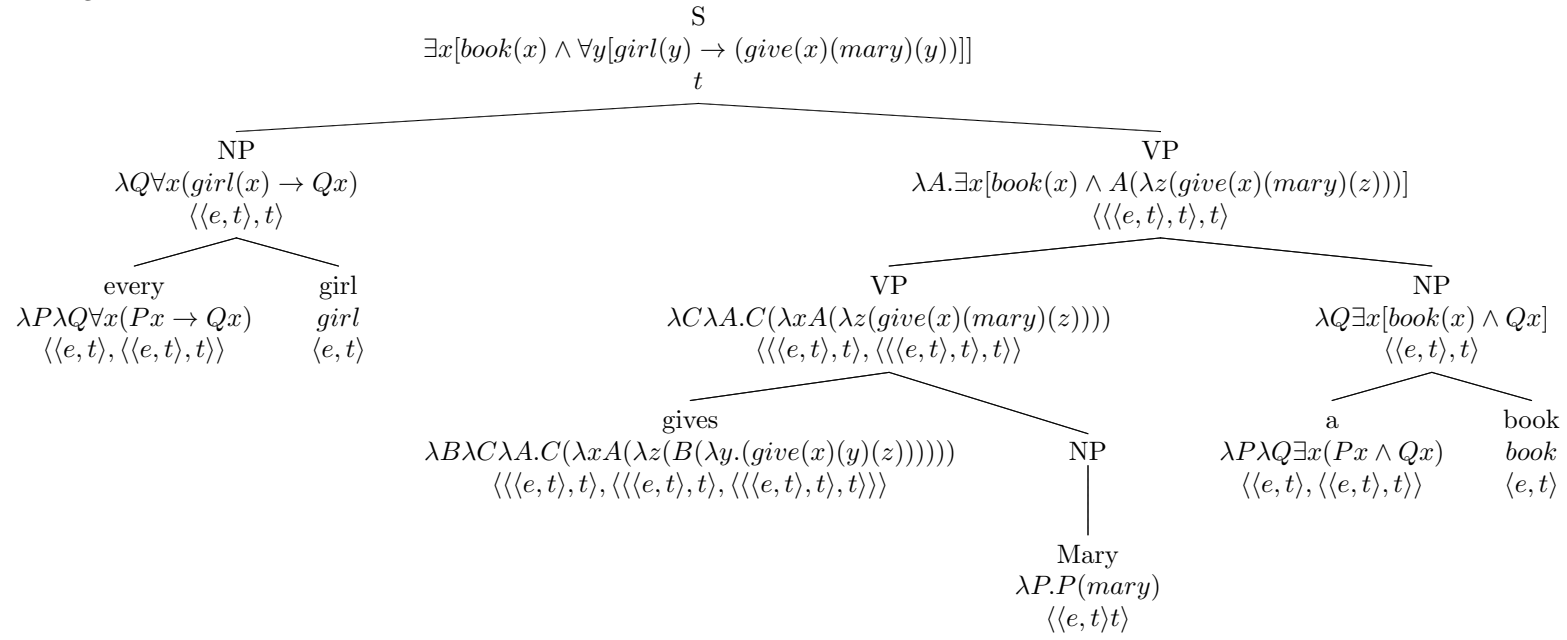 S
∃x[book(x) ∧ ∀y[girl(y) → (give(x)(mary)(y))]]
t
NP
λQ∀x(girl(x) → Qx)
⟨⟨e, t⟩, t⟩
VP
λA.∃x[book(x) ∧ A(λz(give(x)(mary)(z)))]
⟨⟨⟨e, t⟩, t⟩, t⟩
every
λPλQ∀x(Px → Qx)
⟨⟨e, t⟩, ⟨⟨e, t⟩, t⟩⟩
girl
girl
⟨e, t⟩
VP
λCλA.C(λxA(λz(give(x)(mary)(z))))
⟨⟨⟨e, t⟩, t⟩, ⟨⟨⟨e, t⟩, t⟩, t⟩⟩
NP
λQ∃x[book(x) ∧ Qx]
⟨⟨e, t⟩, t⟩
gives
λBλCλA.C(λxA(λz(B(λy.(give(x)(y)(z))))))
⟨⟨⟨e, t⟩, t⟩, ⟨⟨⟨e, t⟩, t⟩, ⟨⟨⟨e, t⟩, t⟩, t⟩⟩⟩
NP
a
λPλQ∃x(Px ∧ Qx)
⟨⟨e, t⟩, ⟨⟨e, t⟩, t⟩⟩
book
book
⟨e, t⟩
Mary
λP.P(mary)
⟨⟨e, t⟩t⟩